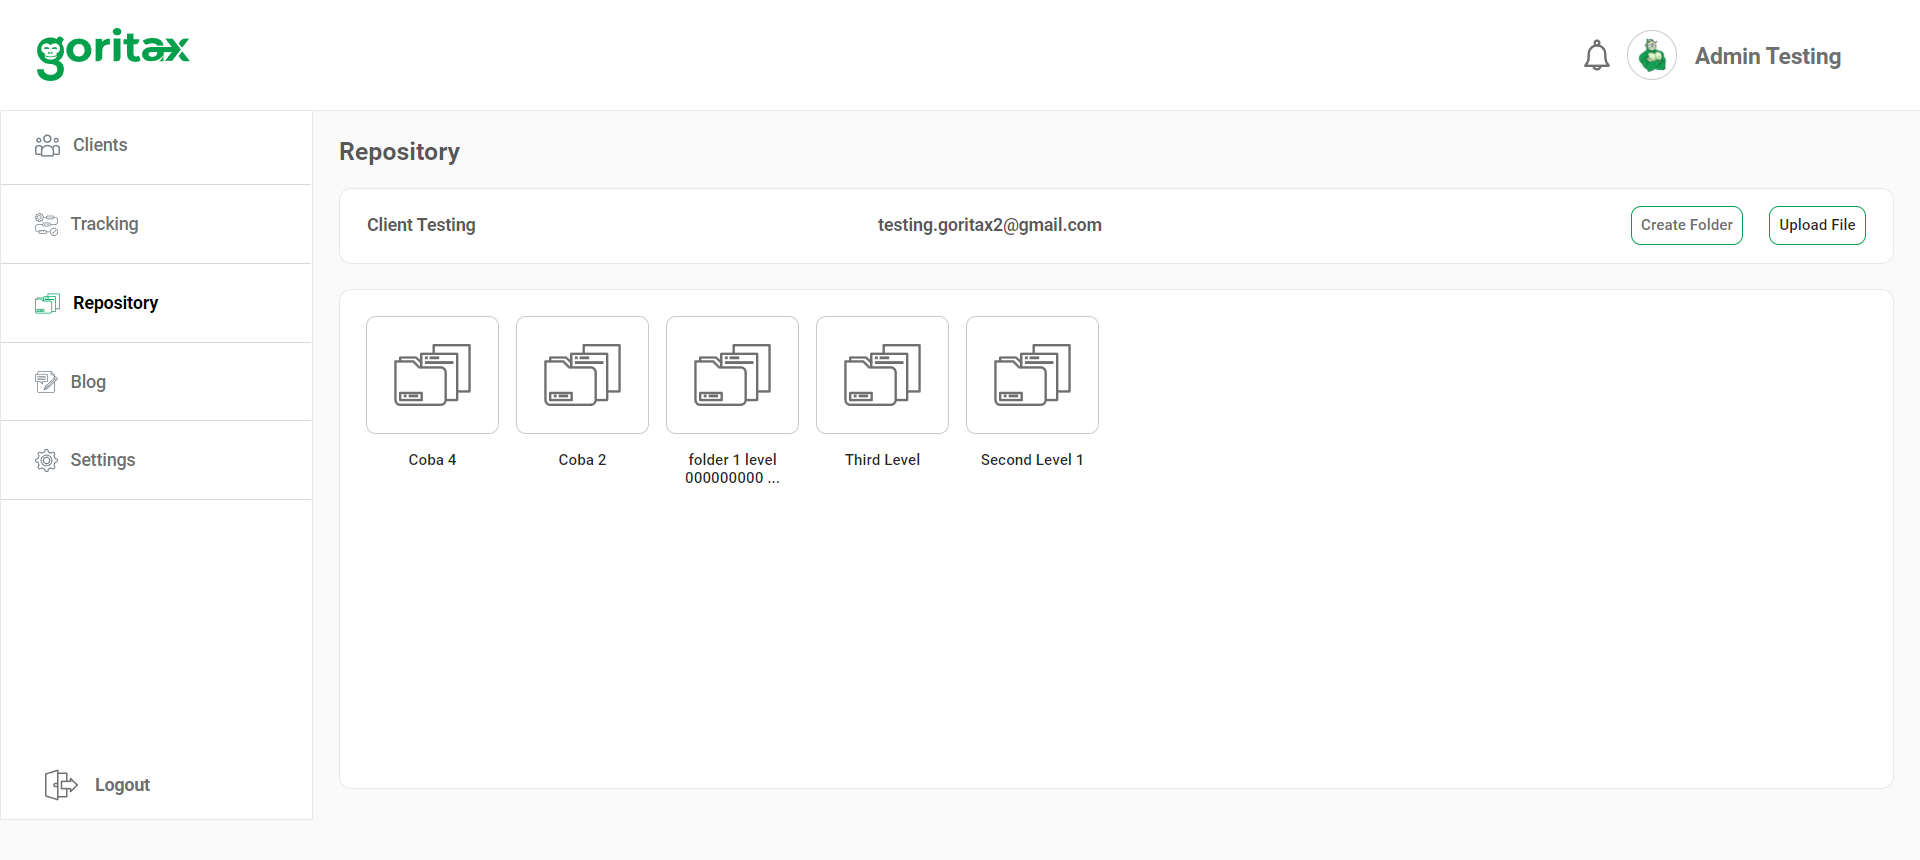 goritax
Admin Testing
Clients
Tracking
Repository
Blog
Settings
Logout
Repository
Client Testing
testing.goritax2@gmail.com
Create Folder
Upload File
Coba 4
Coba 2
folder 1 level
000000000 ...
Third Level
Second Level 1